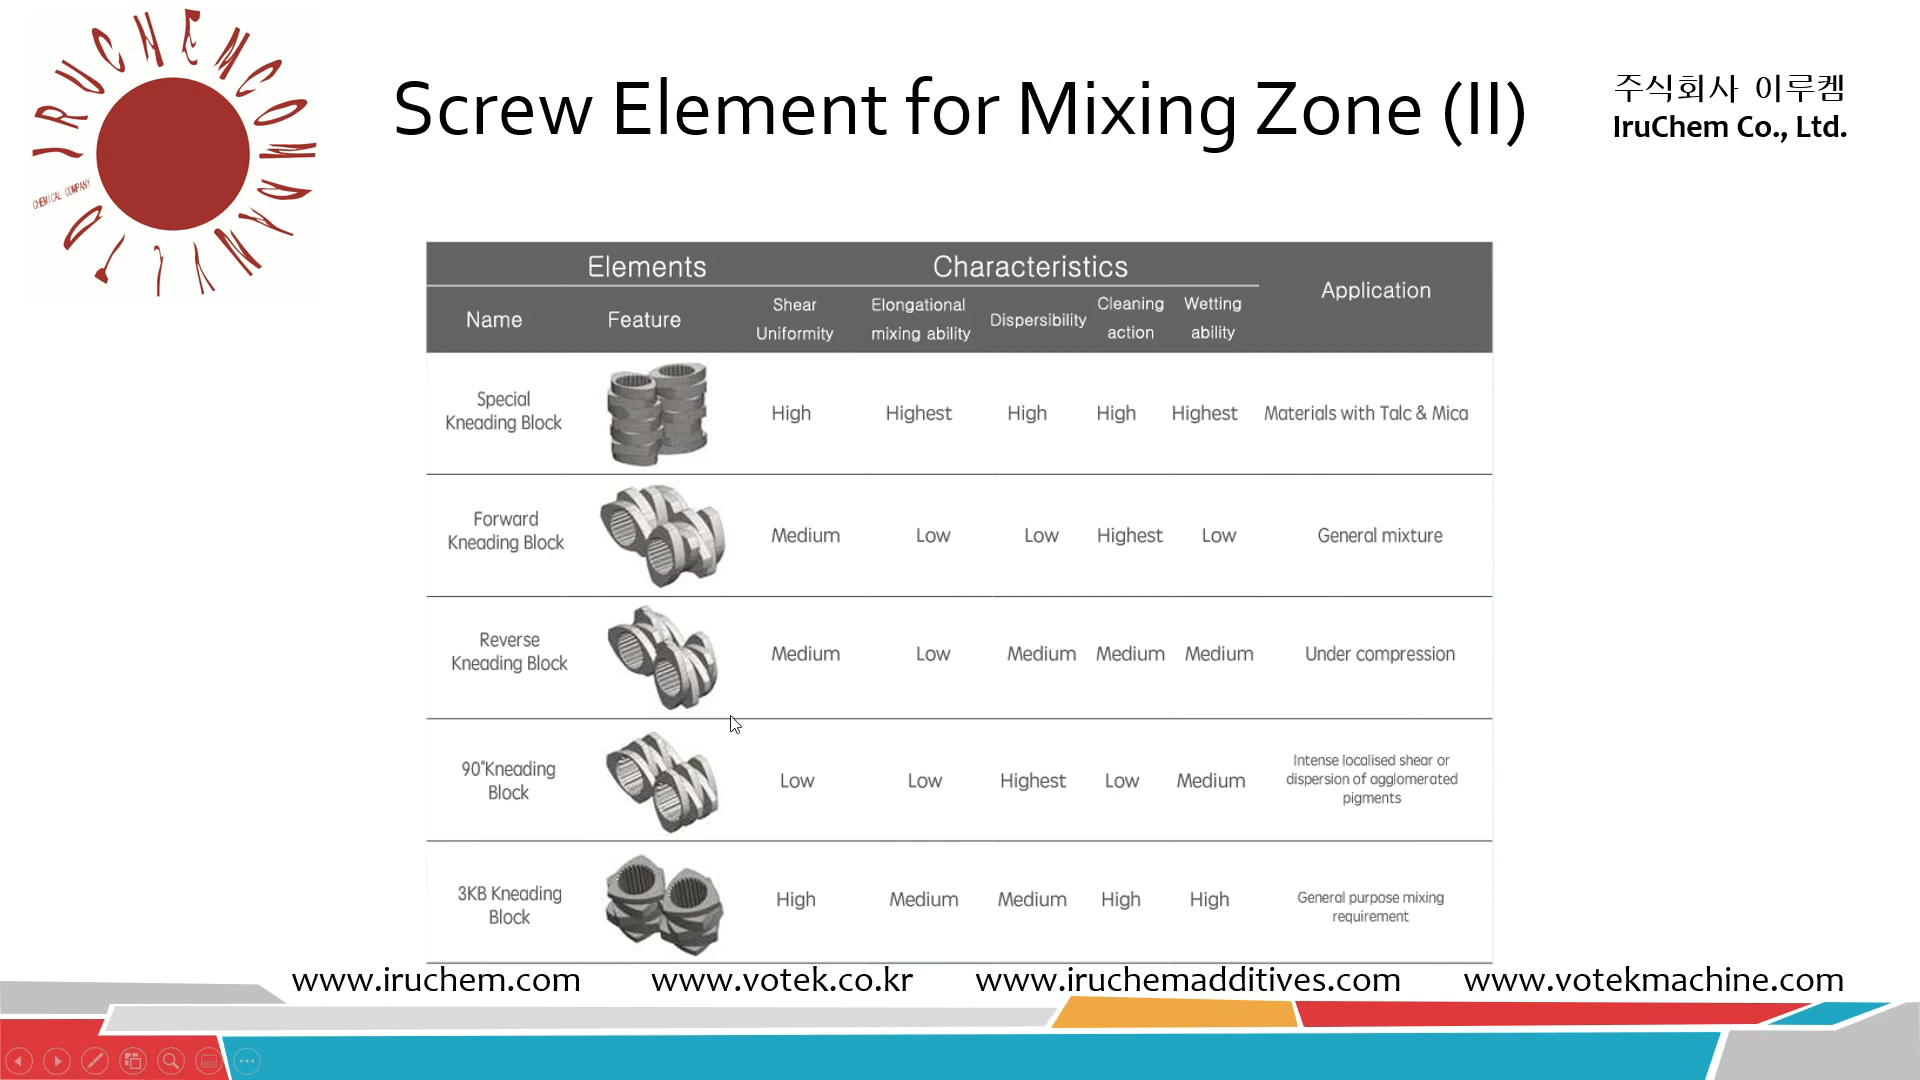 IRUCHEMCOMPANYLTD
CHEMICAL COMPANY
Screw Element for Mixing Zone (II)
주식회사 이루켐
IruChem Co., Ltd.
Elements
Characteristics
Application
Name
Feature
Shear
Uniformity
Elongational
mixing ability
Dispersibility
Cleaning
action
Wetting
ability
Special
Kneading Block
High
Highest
High
High
Highest
Materials with Talc & Mica
Forward
Kneading Block
Medium
Low
Low
Highest
Low
General mixture
Reverse
Kneading Block
Medium
Low
Medium
Medium
Medium
Under compression
90°Kneading
Block
Low
Low
Highest
Low
Medium
Intense localised shear or
dispersion of agglomerated
pigments
3KB Kneading
Block
High
Medium
Medium
High
High
General purpose mixing
requirement
www.iruchem.com www.votek.co.kr www.iruchemadditives.com www.votekmachine.com